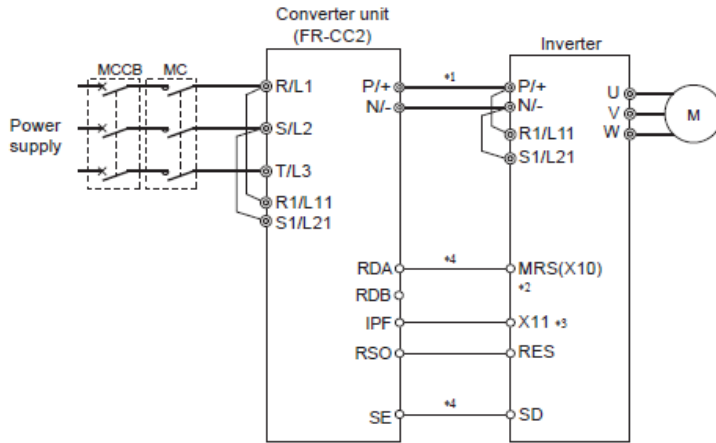 Converter unit
(FR-CC2)
Inverter
MCCB MC
R/L1
P/+
*1
P/+
U
N/-
N/-
V
M
Power
supply
S/L2
R1/L11
W
S1/L21
T/L3
R1/L11
S1/L21
RDA
*4
MRS(X10)
RDB
*2
IPF
X11 *3
RSO
RES
SE
*4
SD